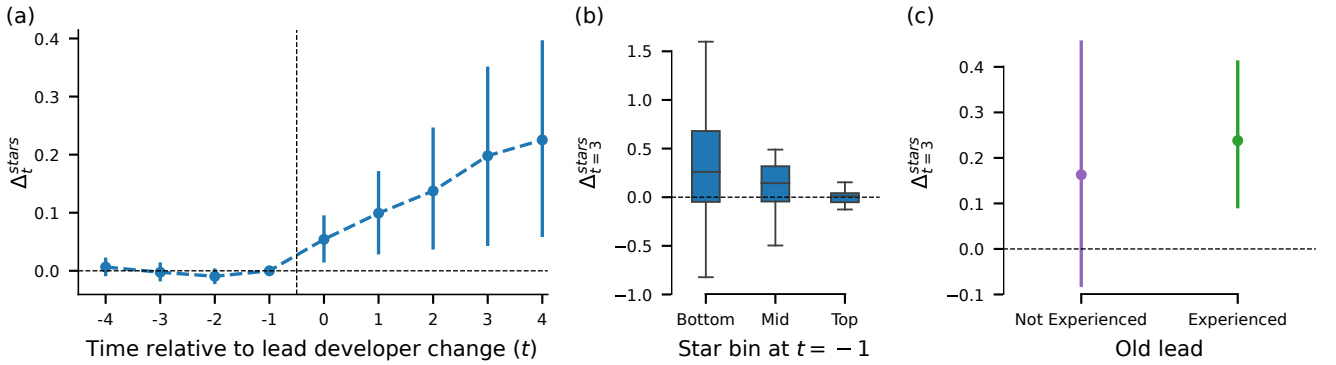 (a)
0.4
0.3
0.2
0.1
0.0
Δ_t^stars
-4 -3 -2 -1 0 1 2 3 4
Time relative to lead developer change (t)
(b)
1.5
1.0
0.5
0.0
−0.5
−1.0
Δ_{t=3}^stars
Bottom Mid Top
Star bin at t = −1
(c)
0.4
0.3
0.2
0.1
0.0
−0.1
Δ_{t=3}^stars
Not Experienced Experienced
Old lead